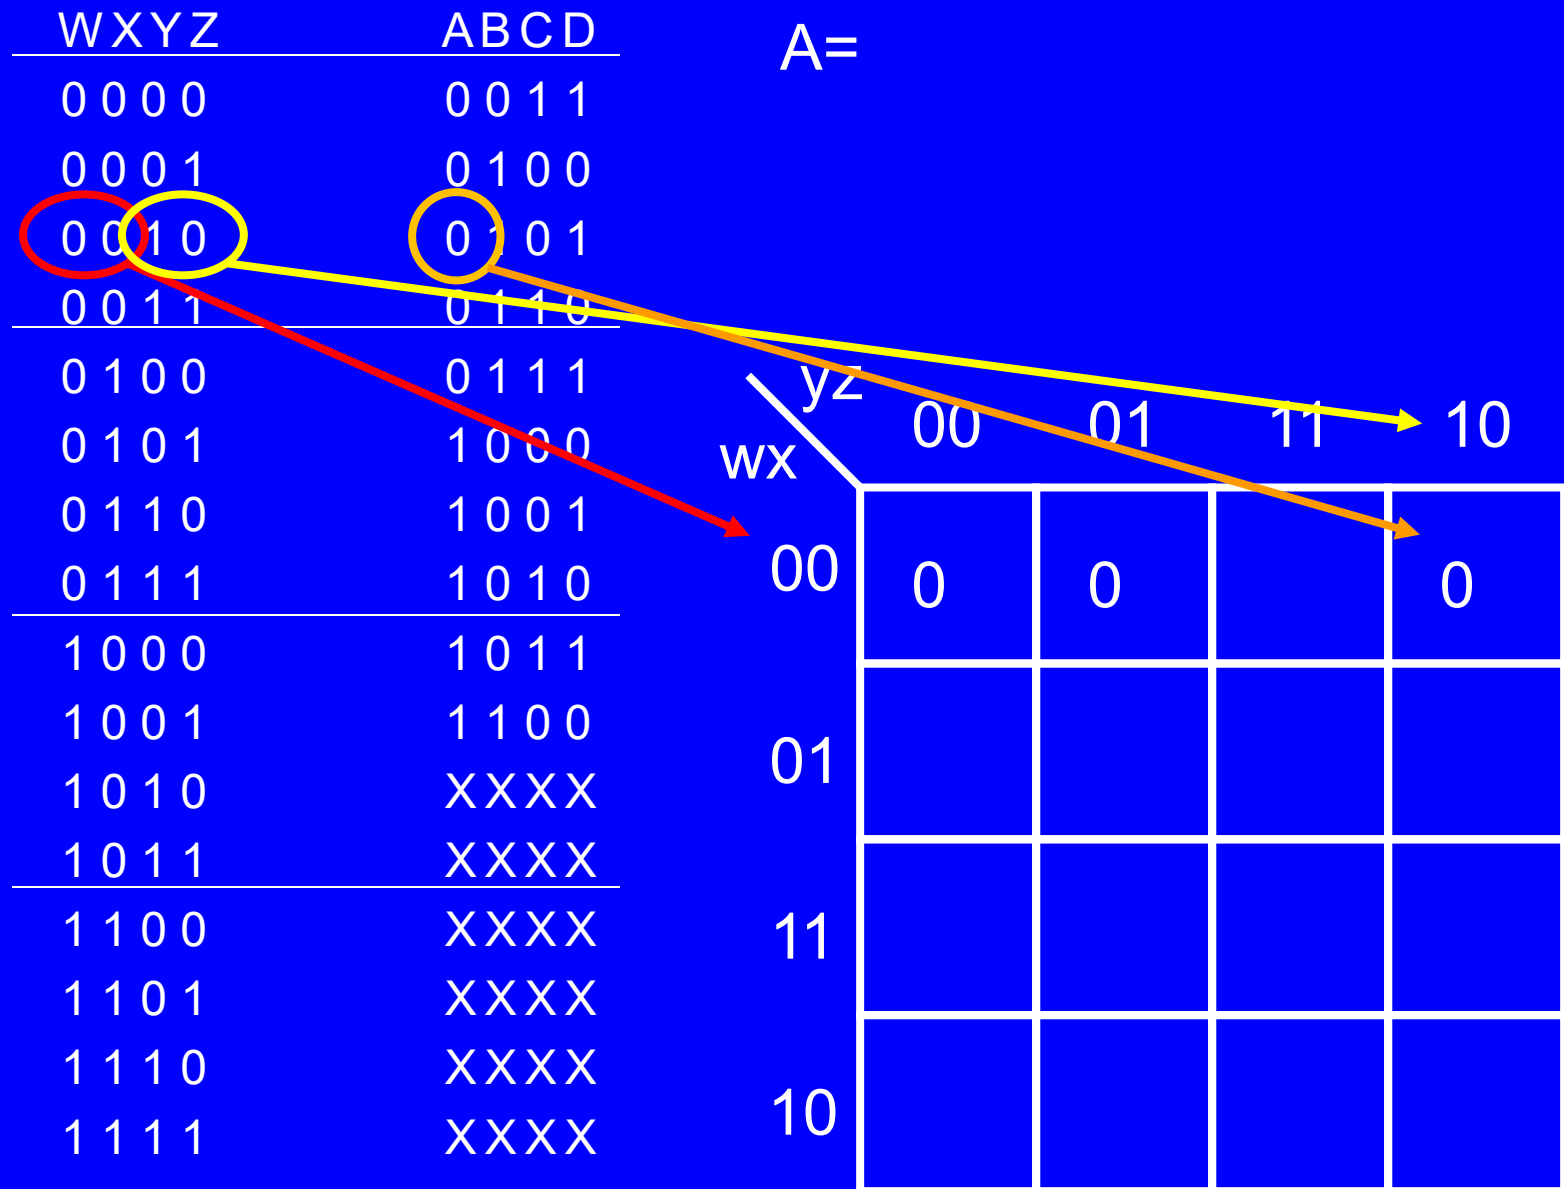 WXYZ ABCD
0000 0011
0001 0100
0010 0101
0011 0110
0100 0111
0101 1000
0110 1001
0111 1010
1000 1011
1001 1100
1010 XXXX
1011 XXXX
1100 XXXX
1101 XXXX
1110 XXXX
1111 XXXX
A=
yz
wx
00 01 11 10
00 0 0 0
01
11
10